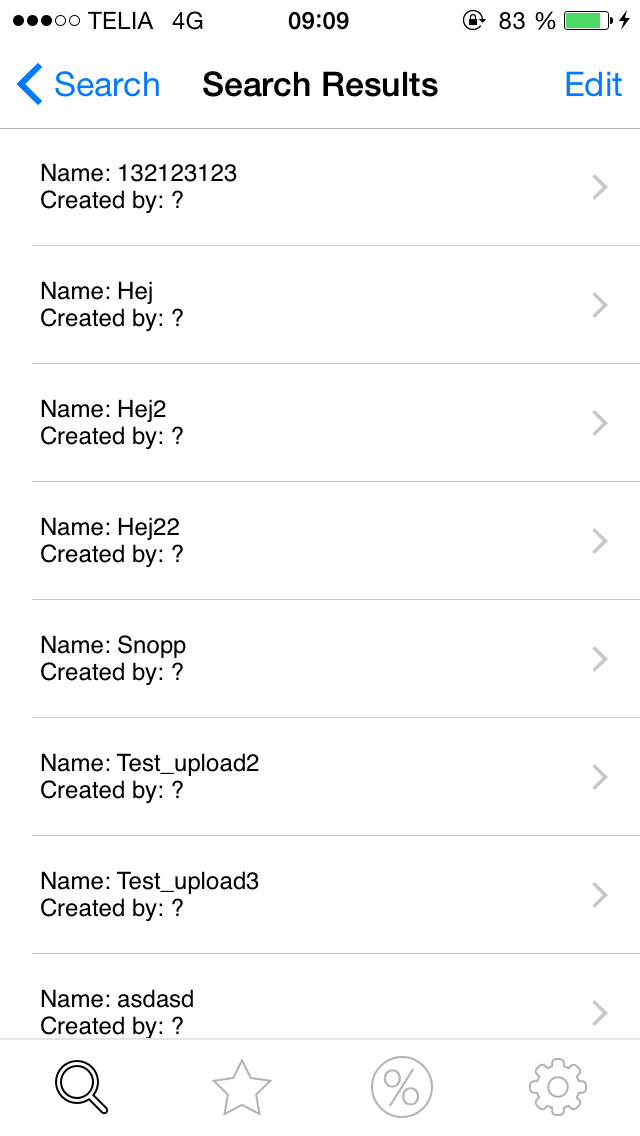 TELIA 4G 09:09 83 %
Search Search Results Edit
Name: 132123123
Created by: ?
Name: Hej
Created by: ?
Name: Hej2
Created by: ?
Name: Hej22
Created by: ?
Name: Snopp
Created by: ?
Name: Test_upload2
Created by: ?
Name: Test_upload3
Created by: ?
Name: asdasd
Created by: ?
%